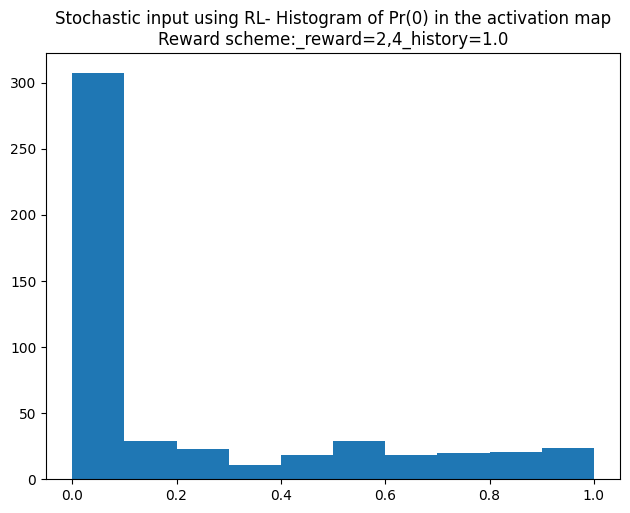 Stochastic input using RL- Histogram of Pr(0) in the activation map
Reward scheme:_reward=2,4_history=1.0
300
250
200
150
100
50
0
0.0 0.2 0.4 0.6 0.8 1.0